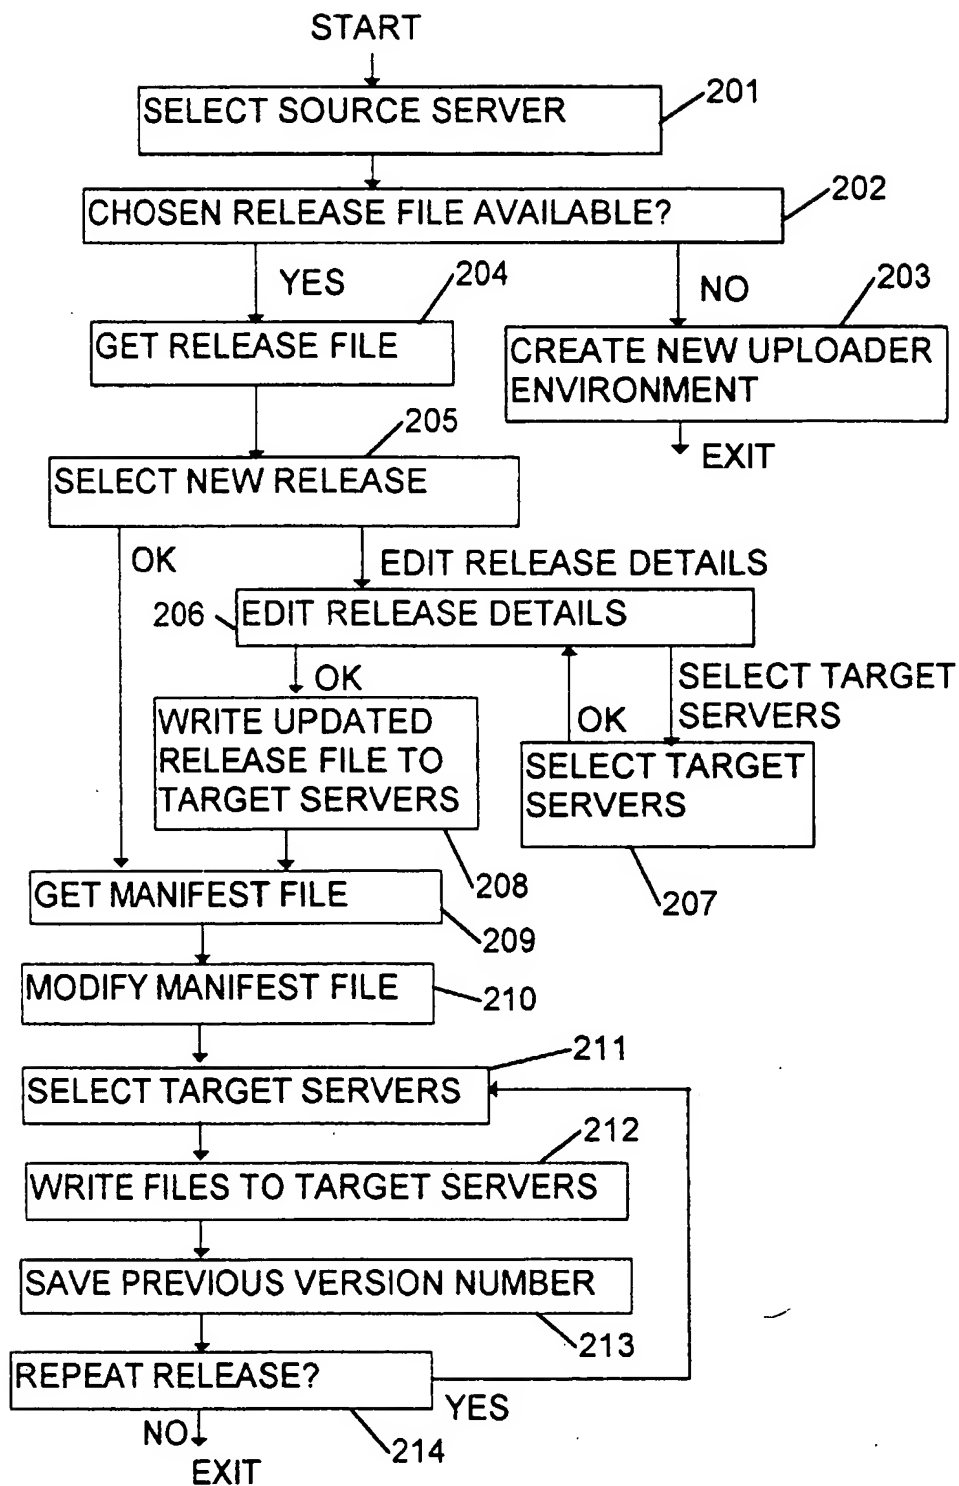 START
SELECT SOURCE SERVER
201
CHOSEN RELEASE FILE AVAILABLE?
202
YES
204
NO
203
GET RELEASE FILE
CREATE NEW UPLOADER
ENVIRONMENT
205
EXIT
SELECT NEW RELEASE
OK
EDIT RELEASE DETAILS
206
EDIT RELEASE DETAILS
OK
SELECT TARGET
SERVERS
OK
WRITE UPDATED
RELEASE FILE TO
TARGET SERVERS
SELECT TARGET
SERVERS
208
207
GET MANIFEST FILE
209
MODIFY MANIFEST FILE
210
211
SELECT TARGET SERVERS
212
WRITE FILES TO TARGET SERVERS
SAVE PREVIOUS VERSION NUMBER
213
REPEAT RELEASE?
YES
NO
214
EXIT